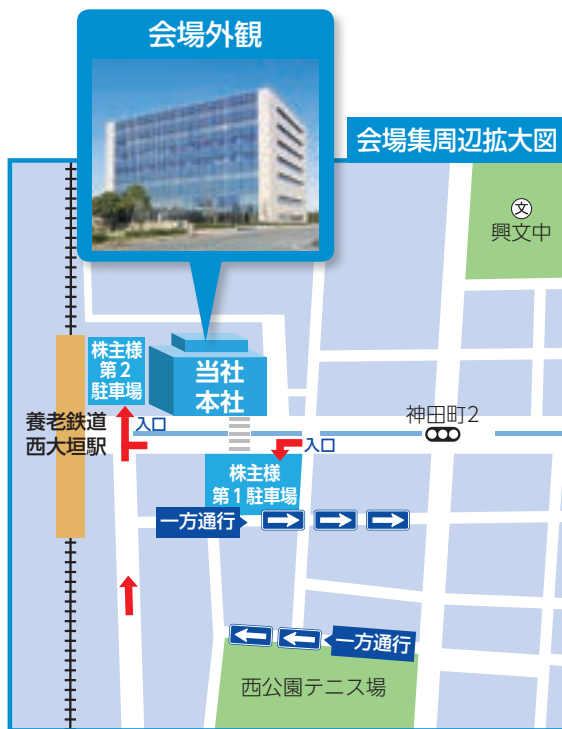 会場外観
会場集周辺拡大図
文
興文中
株主様
第2
駐車場
当社
本社
養老鉄道
西大垣駅
入口
神田町2
入口
株主様
第1駐車場
一方通行
一方通行
西公園テニス場